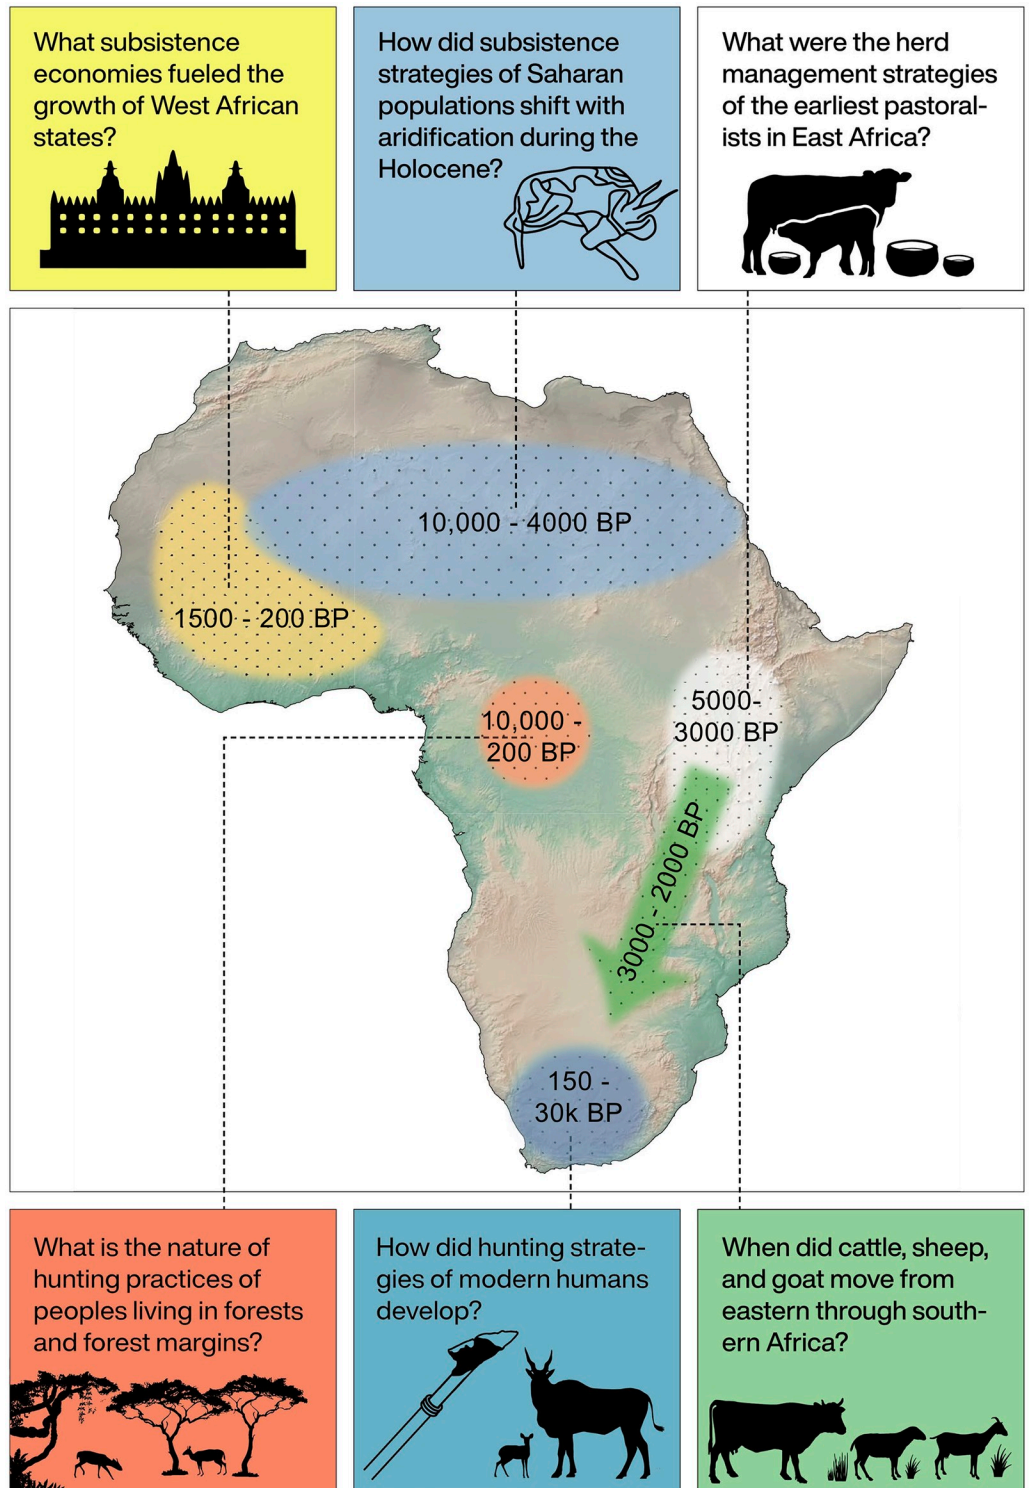 What subsistence
economies fueled the
growth of West African
states?
How did subsistence
strategies of Saharan
populations shift with
aridification during the
Holocene?
What were the herd
management strategies
of the earliest pastoral-
ists in East Africa?
10,000 - 4000 BP
1500 - 200 BP
10,000 -
200 BP
5000-
3000 BP
3000 - 2000 BP
150 -
30k BP
What is the nature of
hunting practices of
peoples living in forests
and forest margins?
How did hunting strate-
gies of modern humans
develop?
When did cattle, sheep,
and goat move from
eastern through south-
ern Africa?